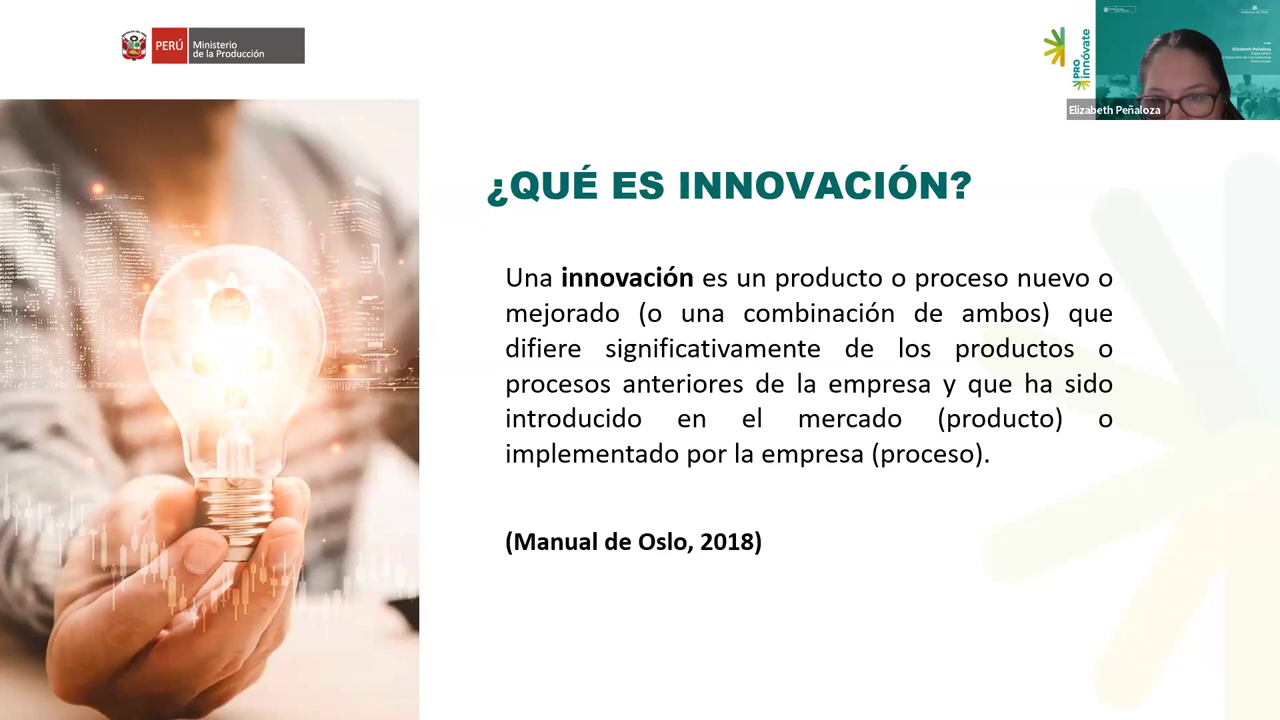 PERÚ
Ministerio
de la Producción
PRO
innóvate
Elizabeth Peñaloza
Elizabeth Peñaloza
¿QUÉ ES INNOVACIÓN?
Una innovación es un producto o proceso nuevo o
mejorado (o una combinación de ambos) que
difiere significativamente de los productos o
procesos anteriores de la empresa y que ha sido
introducido en el mercado (producto) o
implementado por la empresa (proceso).
(Manual de Oslo, 2018)